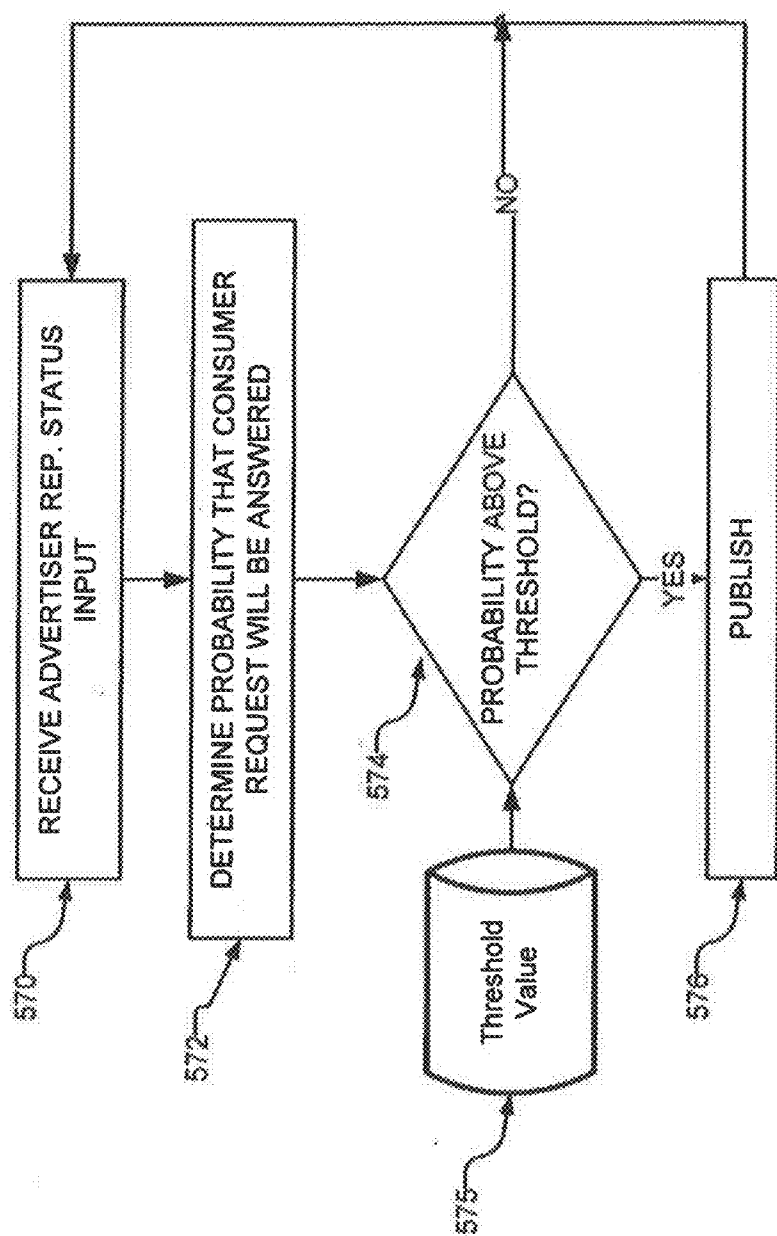 570
RECEIVE ADVERTISER REP. STATUS
INPUT
572
DETERMINE PROBABILITY THAT CONSUMER
REQUEST WILL BE ANSWERED
574
PROBABILITY ABOVE
THRESHOLD?
NO
575
Threshold
Value
YES
576
PUBLISH